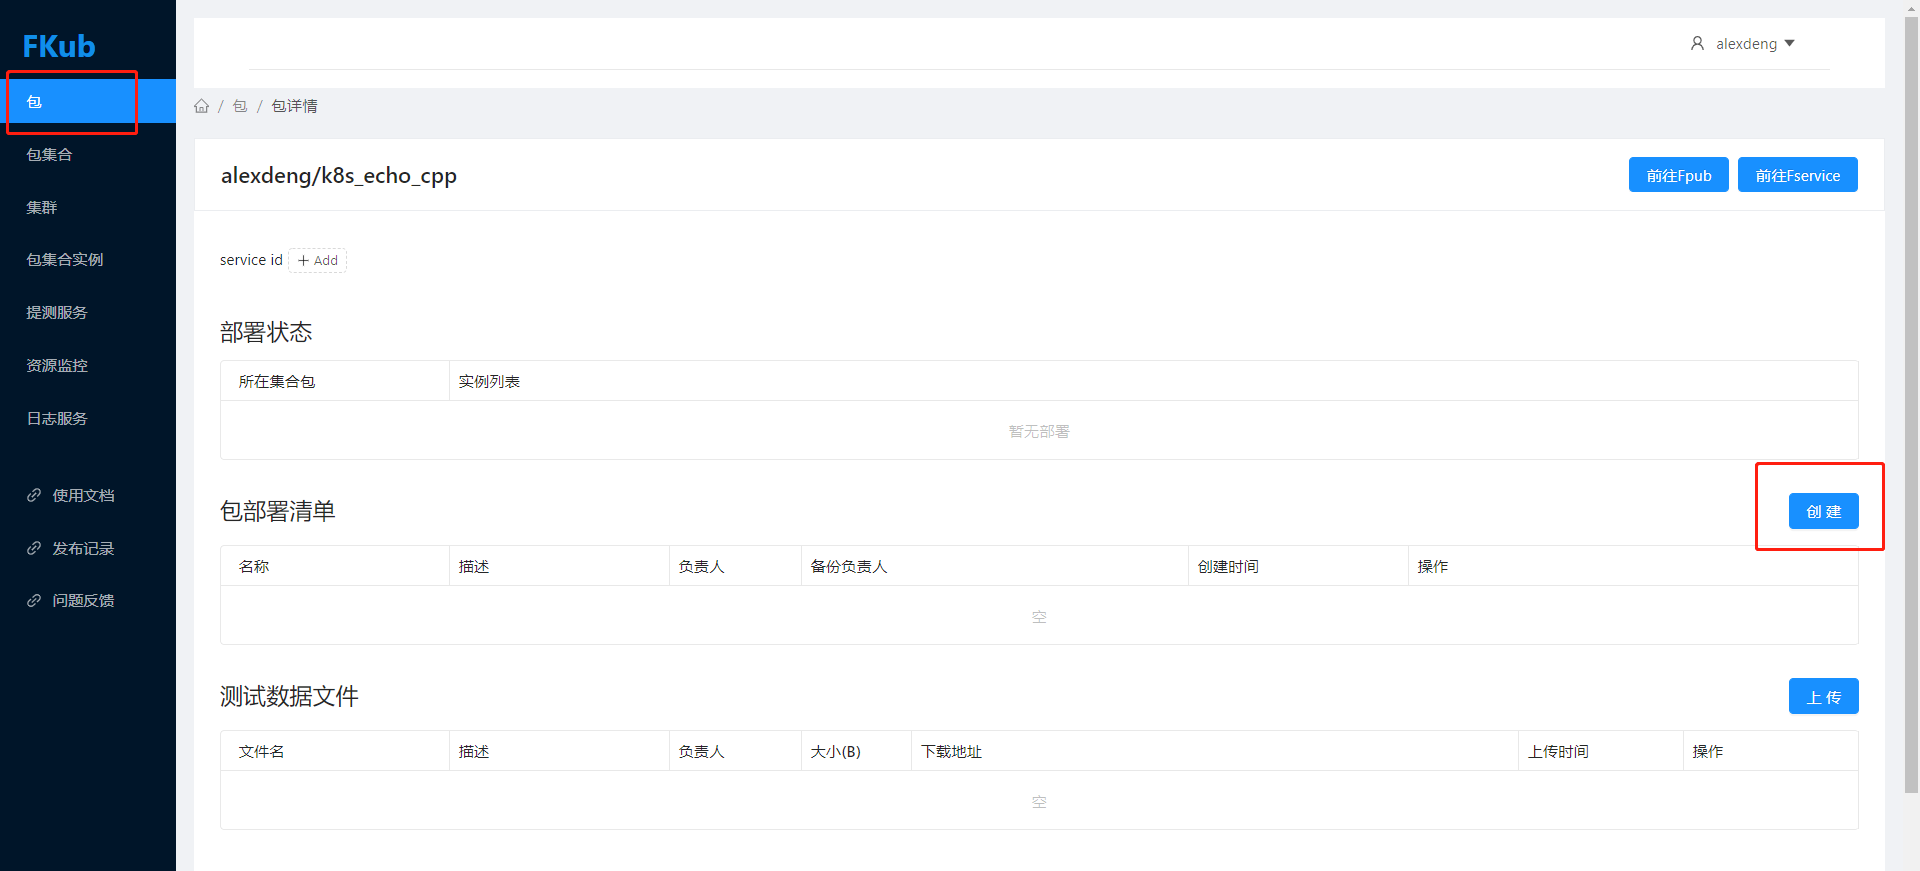 FKub
包
包集合
集群
包集合实例
提测服务
资源监控
日志服务
使用文档
发布记录
问题反馈
alexdeng
/ 包 / 包详情
alexdeng/k8s_echo_cpp
前往Fpub 前往Fservice
service id + Add
部署状态
所在集合包 实例列表
暂无部署
包部署清单 创 建
名称 描述 负责人 备份负责人 创建时间 操作
空
测试数据文件 上 传
文件名 描述 负责人 大小(B) 下载地址 上传时间 操作
空